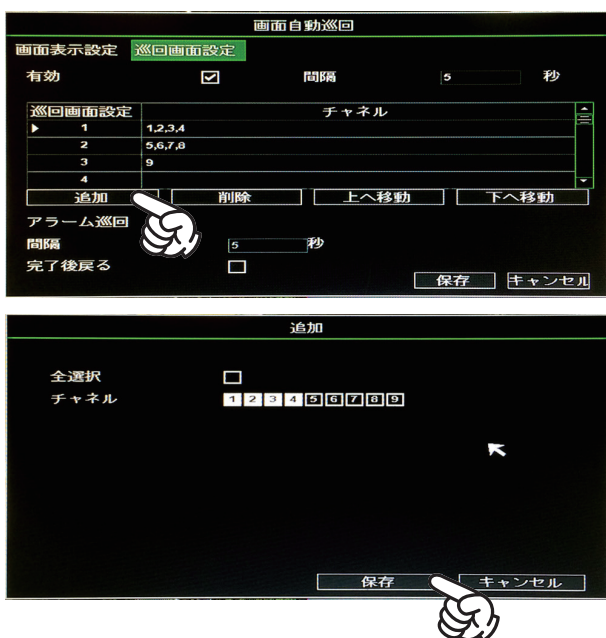 画面自動巡回
画面表示設定 巡回画面設定
有効 間隔 5 秒
巡回画面設定 チャネル
1 1,2,3,4
2 5,6,7,8
3 9
4
追加 削除 上へ移動 下へ移動
アラーム巡回
間隔 5 秒
完了後戻る
保存 キャンセル
追加
全選択
チャネル 1 2 3 4 5 6 7 8 9
保存 キャンセル